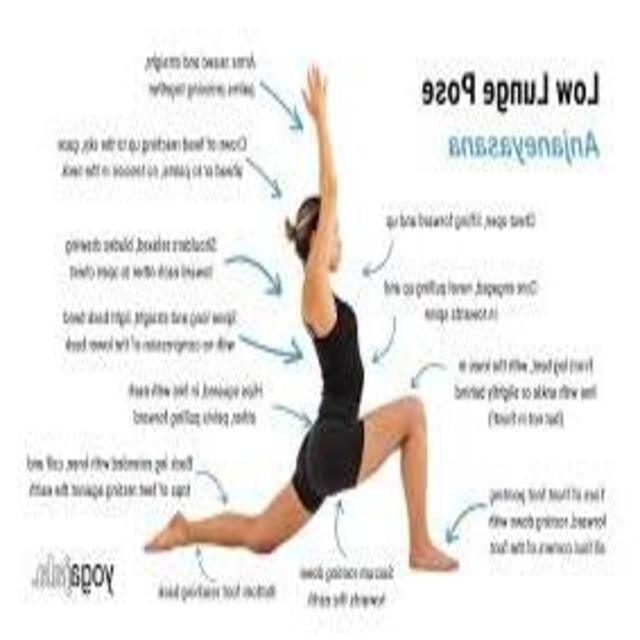 Low Lunge Pose
Anjaneyasana
Arms raised and straight,
palms pressing together
Crown of head reaching up to the sky, gaze
ahead or to palms, no tension in the neck
Chest open, lifting forward and up
Shoulders relaxed, blades drawing
toward each other to open chest
Core engaged, navel pulling up and
in towards spine
Spine long and straight, light back bend
with no compression of the lower back
Front leg bent, with the knee in
line with ankle or slightly behind
(but not in front!)
Hips squared, in line with each
other, pelvis pulling forward
Back leg extended with knee, calf, and
tops of feet resting against the earth
Toes of front foot pointing
forward, rooting down with
all four corners of the foot
Sacrum rooting down
towards the earth
Bottom foot reaching back
yoga